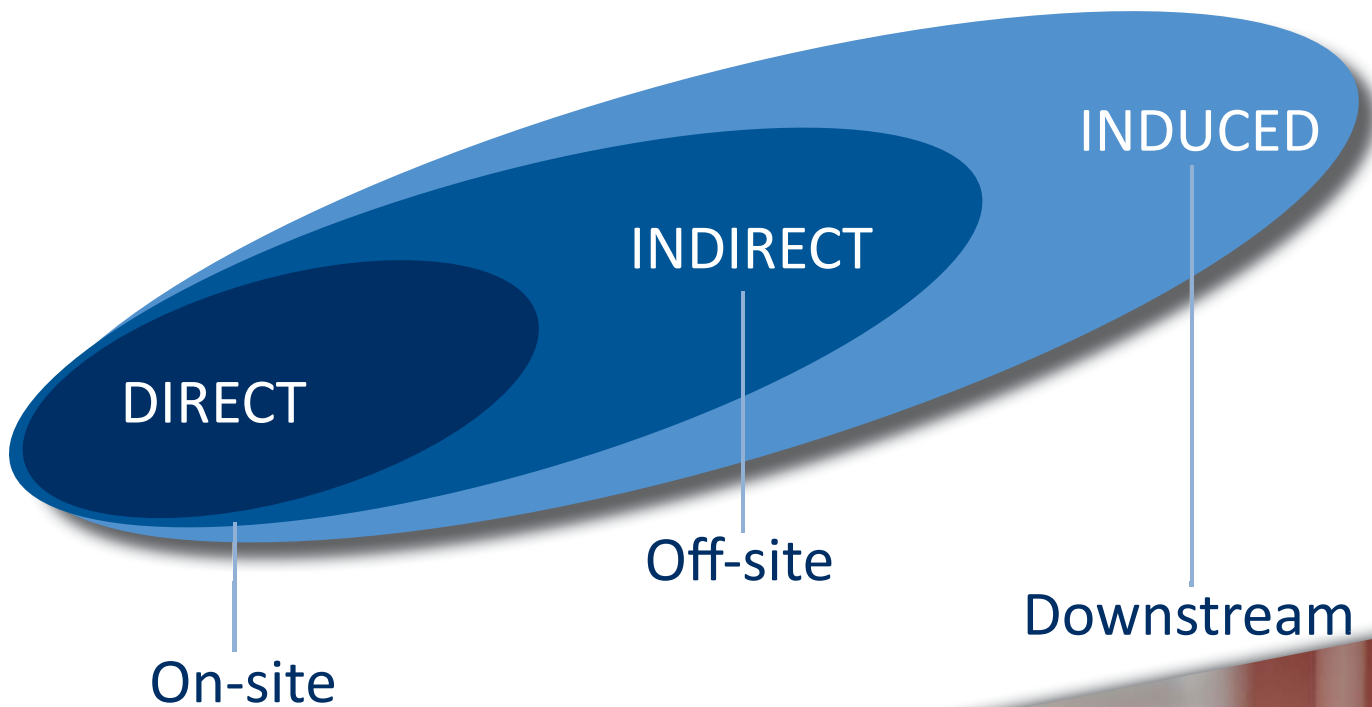 INDUCED
INDIRECT
DIRECT
Off-site
Downstream
On-site